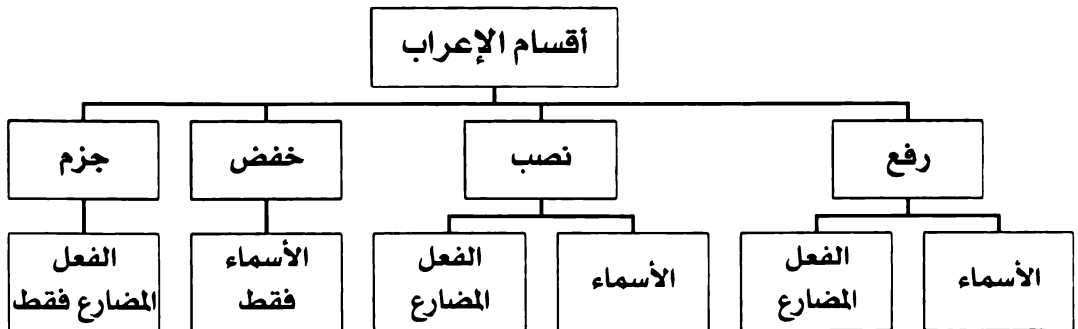 أقسام الإعراب
رفع
نصب
خفض
جزم
الأسماء
الفعل
المضارع
الأسماء
الفعل
المضارع
الأسماء
فقط
الفعل
المضارع فقط